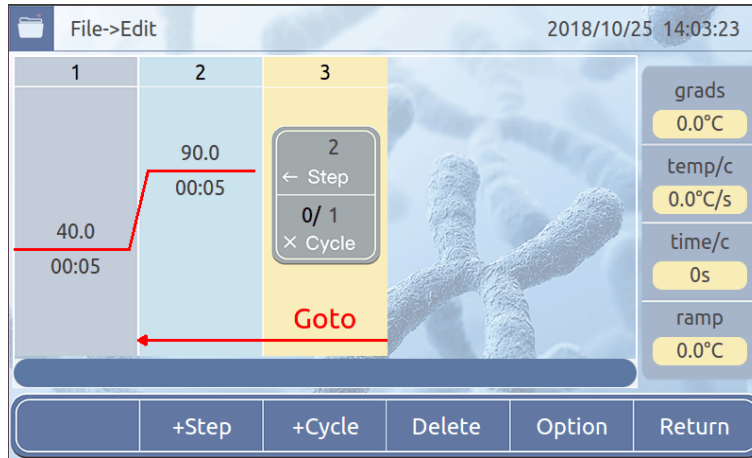 File->Edit 2018/10/25 14:03:23
1 2 3
40.0
00:05
90.0
00:05
2
← Step
0/ 1
× Cycle
Goto
grads
0.0°C
temp/c
0.0°C/s
time/c
0s
ramp
0.0°C
+Step +Cycle Delete Option Return